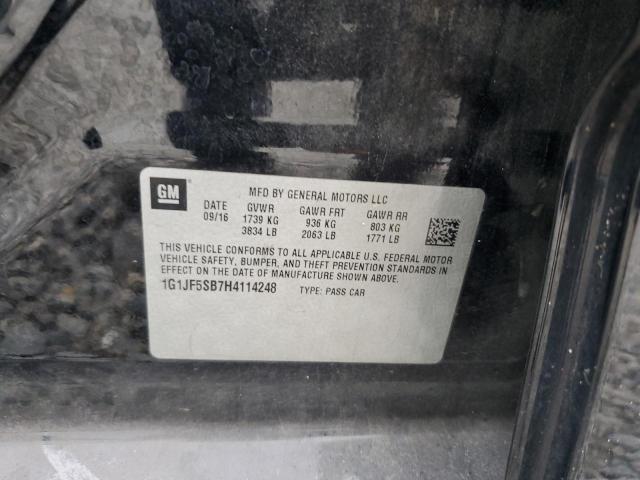 GM
MFD BY GENERAL MOTORS LLC
DATE GVWR GAWR FRT GAWR RR
09/16 1739 KG 936 KG 803 KG
3834 LB 2063 LB 1771 LB
THIS VEHICLE CONFORMS TO ALL APPLICABLE U.S. FEDERAL MOTOR
VEHICLE SAFETY, BUMPER, AND THEFT PREVENTION STANDARDS IN
EFFECT ON THE DATE OF MANUFACTURE SHOWN ABOVE.
1G1JF5SB7H4114248 TYPE: PASS CAR